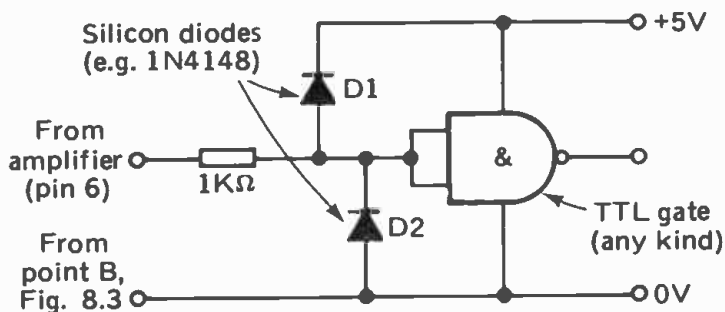 Silicon diodes
(e.g. 1N4148)
+5V
D1
From
amplifier
(pin 6)
1KΩ
&
D2
TTL gate
(any kind)
From
point B,
Fig. 8.3
0V